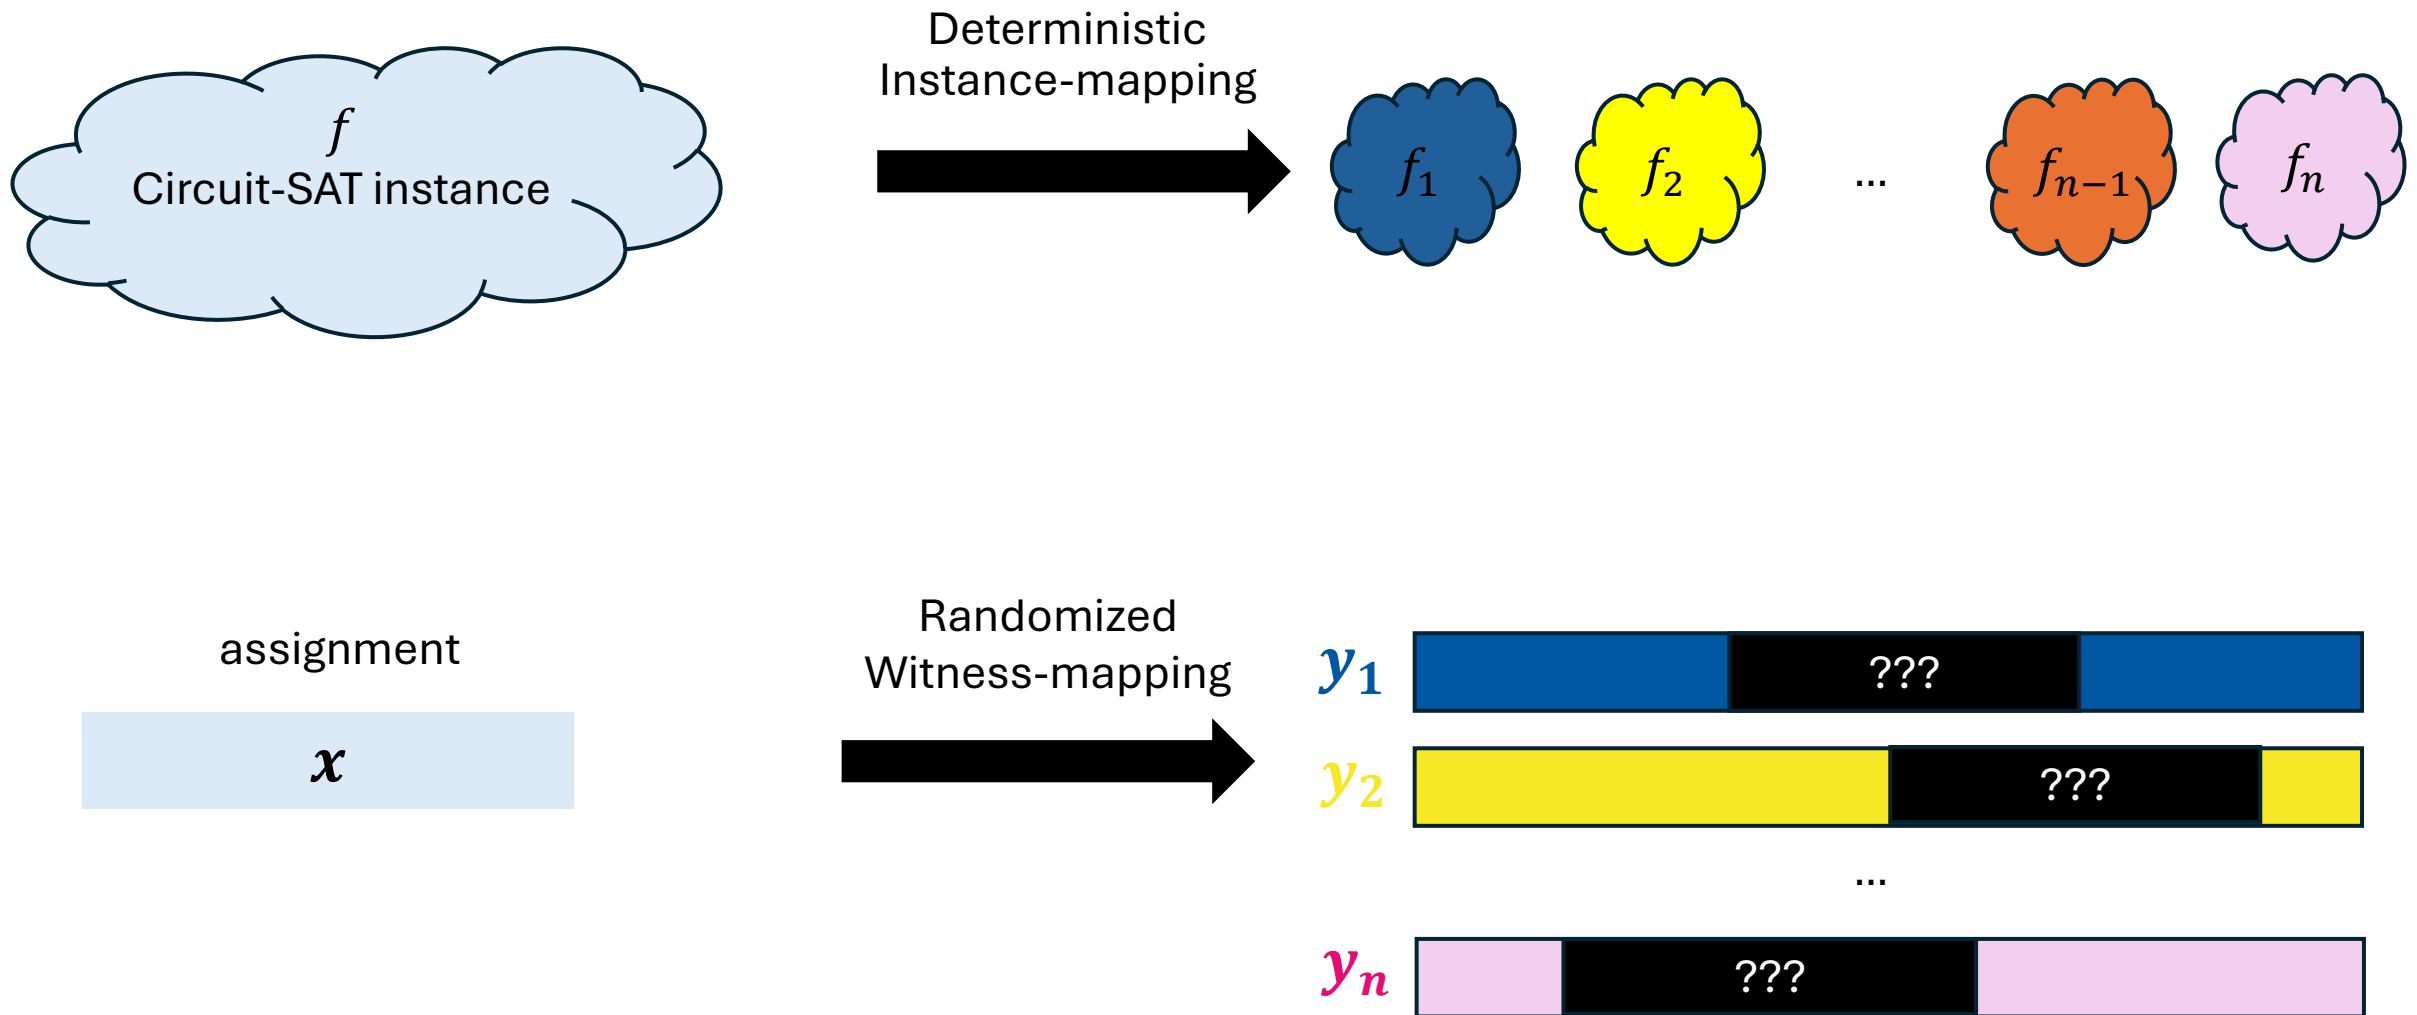 Deterministic
Instance-mapping
f
Circuit-SAT instance
f₁ f₂ ... fₙ₋₁ fₙ
assignment
x
Randomized
Witness-mapping
y₁ ???
y₂ ???
...
yₙ ???